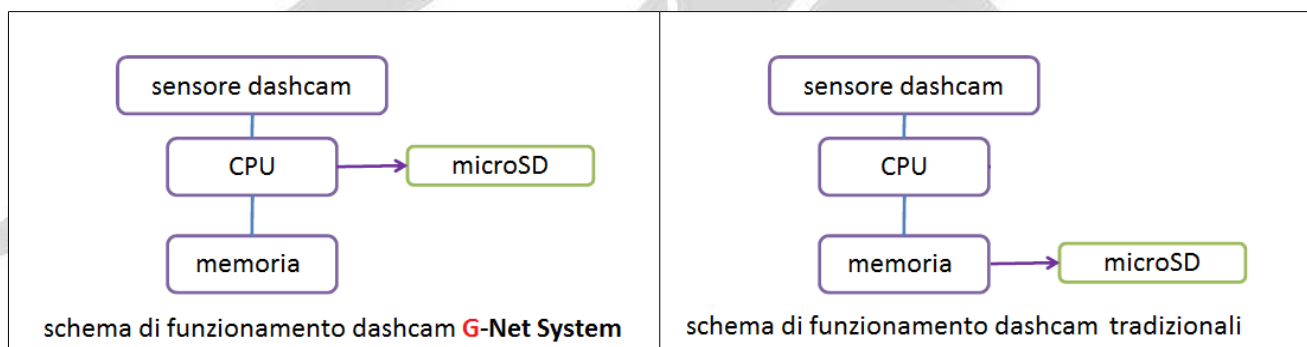 sensore dashcam
CPU
microSD
memoria
schema di funzionamento dashcam G-Net System
sensore dashcam
CPU
memoria
microSD
schema di funzionamento dashcam tradizionali